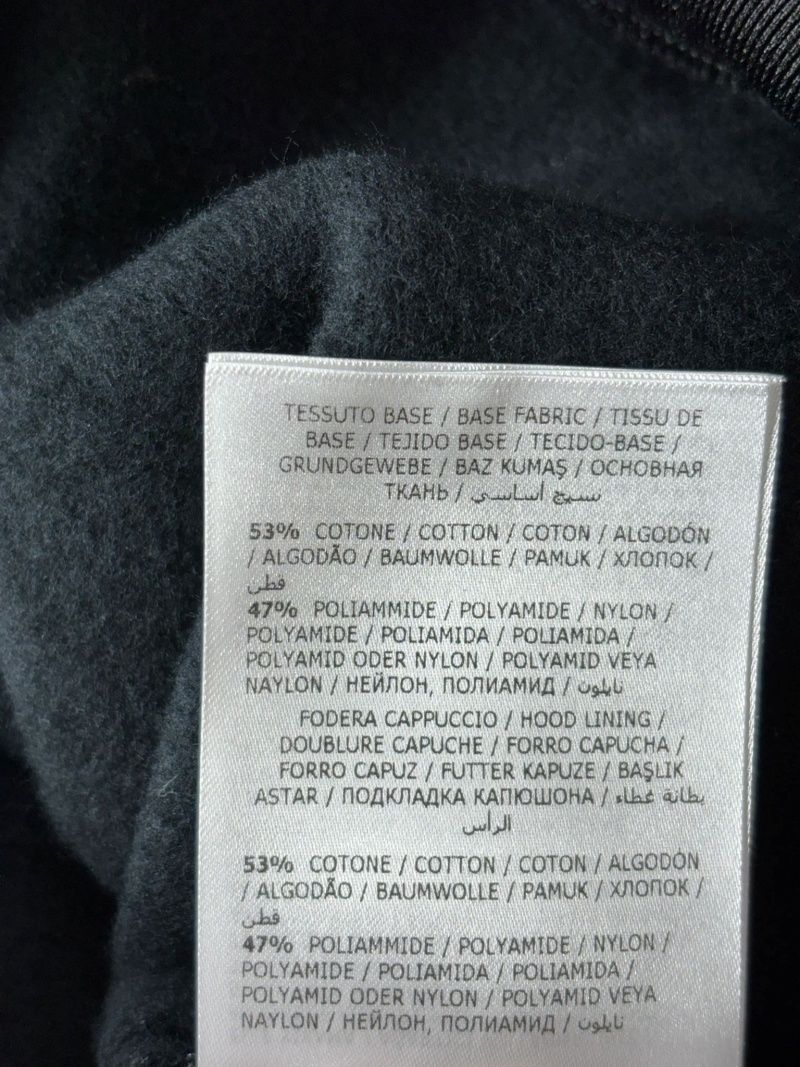 TESSUTO BASE / BASE FABRIC / TISSU DE
BASE / TEJIDO BASE / TECIDO-BASE /
GRUNDGEWEBE / BAZ KUMAŞ / ОСНОВНАЯ
ТКАНЬ / نسيج أساسي
53% COTONE / COTTON / COTON / ALGODÓN
/ ALGODÃO / BAUMWOLLE / PAMUK / ХЛОПОК /
قطن
47% POLIAMMIDE / POLYAMIDE / NYLON /
POLYAMIDE / POLIAMIDA / POLIAMIDA /
POLYAMID ODER NYLON / POLYAMID VEYA
NAYLON / НЕЙЛОН, ПОЛИАМИД / نايلون
FODERA CAPPUCCIO / HOOD LINING /
DOUBLURE CAPUCHE / FORRO CAPUCHA /
FORRO CAPUZ / FUTTER KAPUZE / BAŞLIK
ASTAR / ПОДКЛАДКА КАПЮШОНА / بطانة غطاء
الرأس
53% COTONE / COTTON / COTON / ALGODÓN
/ ALGODÃO / BAUMWOLLE / PAMUK / ХЛОПОК /
قطن
47% POLIAMMIDE / POLYAMIDE / NYLON /
POLYAMIDE / POLIAMIDA / POLIAMIDA /
POLYAMID ODER NYLON / POLYAMID VEYA
NAYLON / НЕЙЛОН, ПОЛИАМИД / نايلون